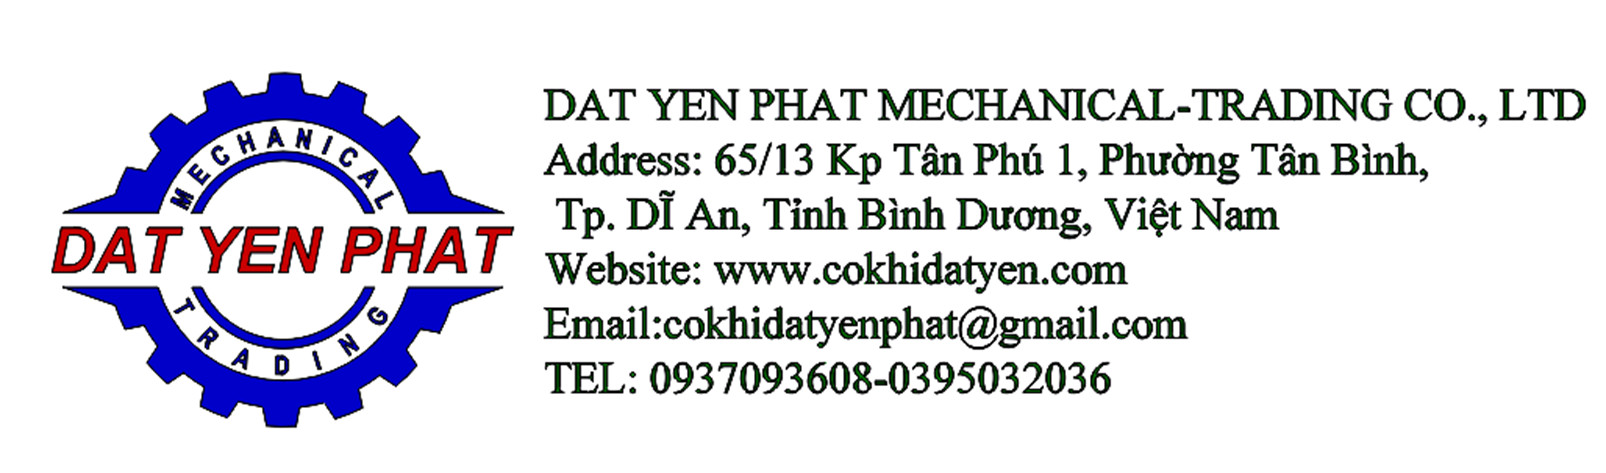 MECHANICAL
DAT YEN PHAT
TRADING
DAT YEN PHAT MECHANICAL-TRADING CO., LTD
Address: 65/13 Kp Tân Phú 1, Phường Tân Bình,
Tp. DĨ An, Tỉnh Bình Dương, Việt Nam
Website: www.cokhidatyen.com
Email:cokhidatyenphat@gmail.com
TEL: 0937093608-0395032036